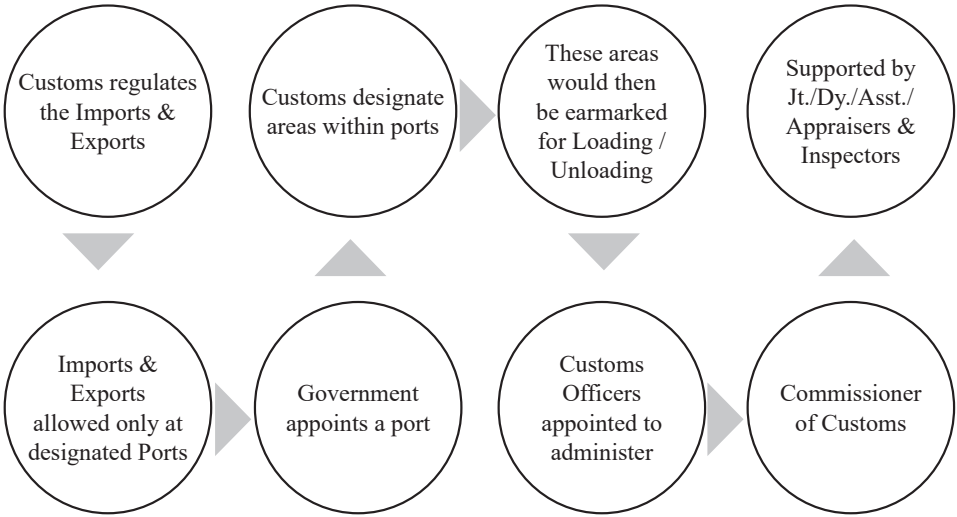 Customs regulates
the Imports &
Exports
Imports &
Exports
allowed only at
designated Ports
Government
appoints a port
Customs designate
areas within ports
These areas
would then
be earmarked
for Loading /
Unloading
Customs
Officers
appointed to
administer
Commissioner
of Customs
Supported by
Jt./Dy./Asst./
Appraisers &
Inspectors